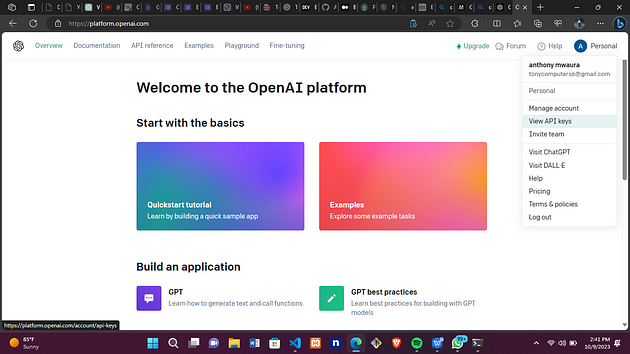 https://platform.openai.com
Overview Documentation API reference Examples Playground Fine-tuning
Upgrade Forum Help A Personal
anthony mwaura
tonycomputers6@gmail.com
Personal
Manage account
View API keys
Invite team
Visit ChatGPT
Visit DALL·E
Help
Pricing
Terms & policies
Log out
Welcome to the OpenAI platform
Start with the basics
Quickstart tutorial
Learn by building a quick sample app
Examples
Explore some example tasks
Build an application
GPT
Learn how to generate text and call functions
GPT best practices
Learn best practices for building with GPT
models
https://platform.openai.com/account/api-keys
85°F
Sunny
2:41 PM
10/9/2023